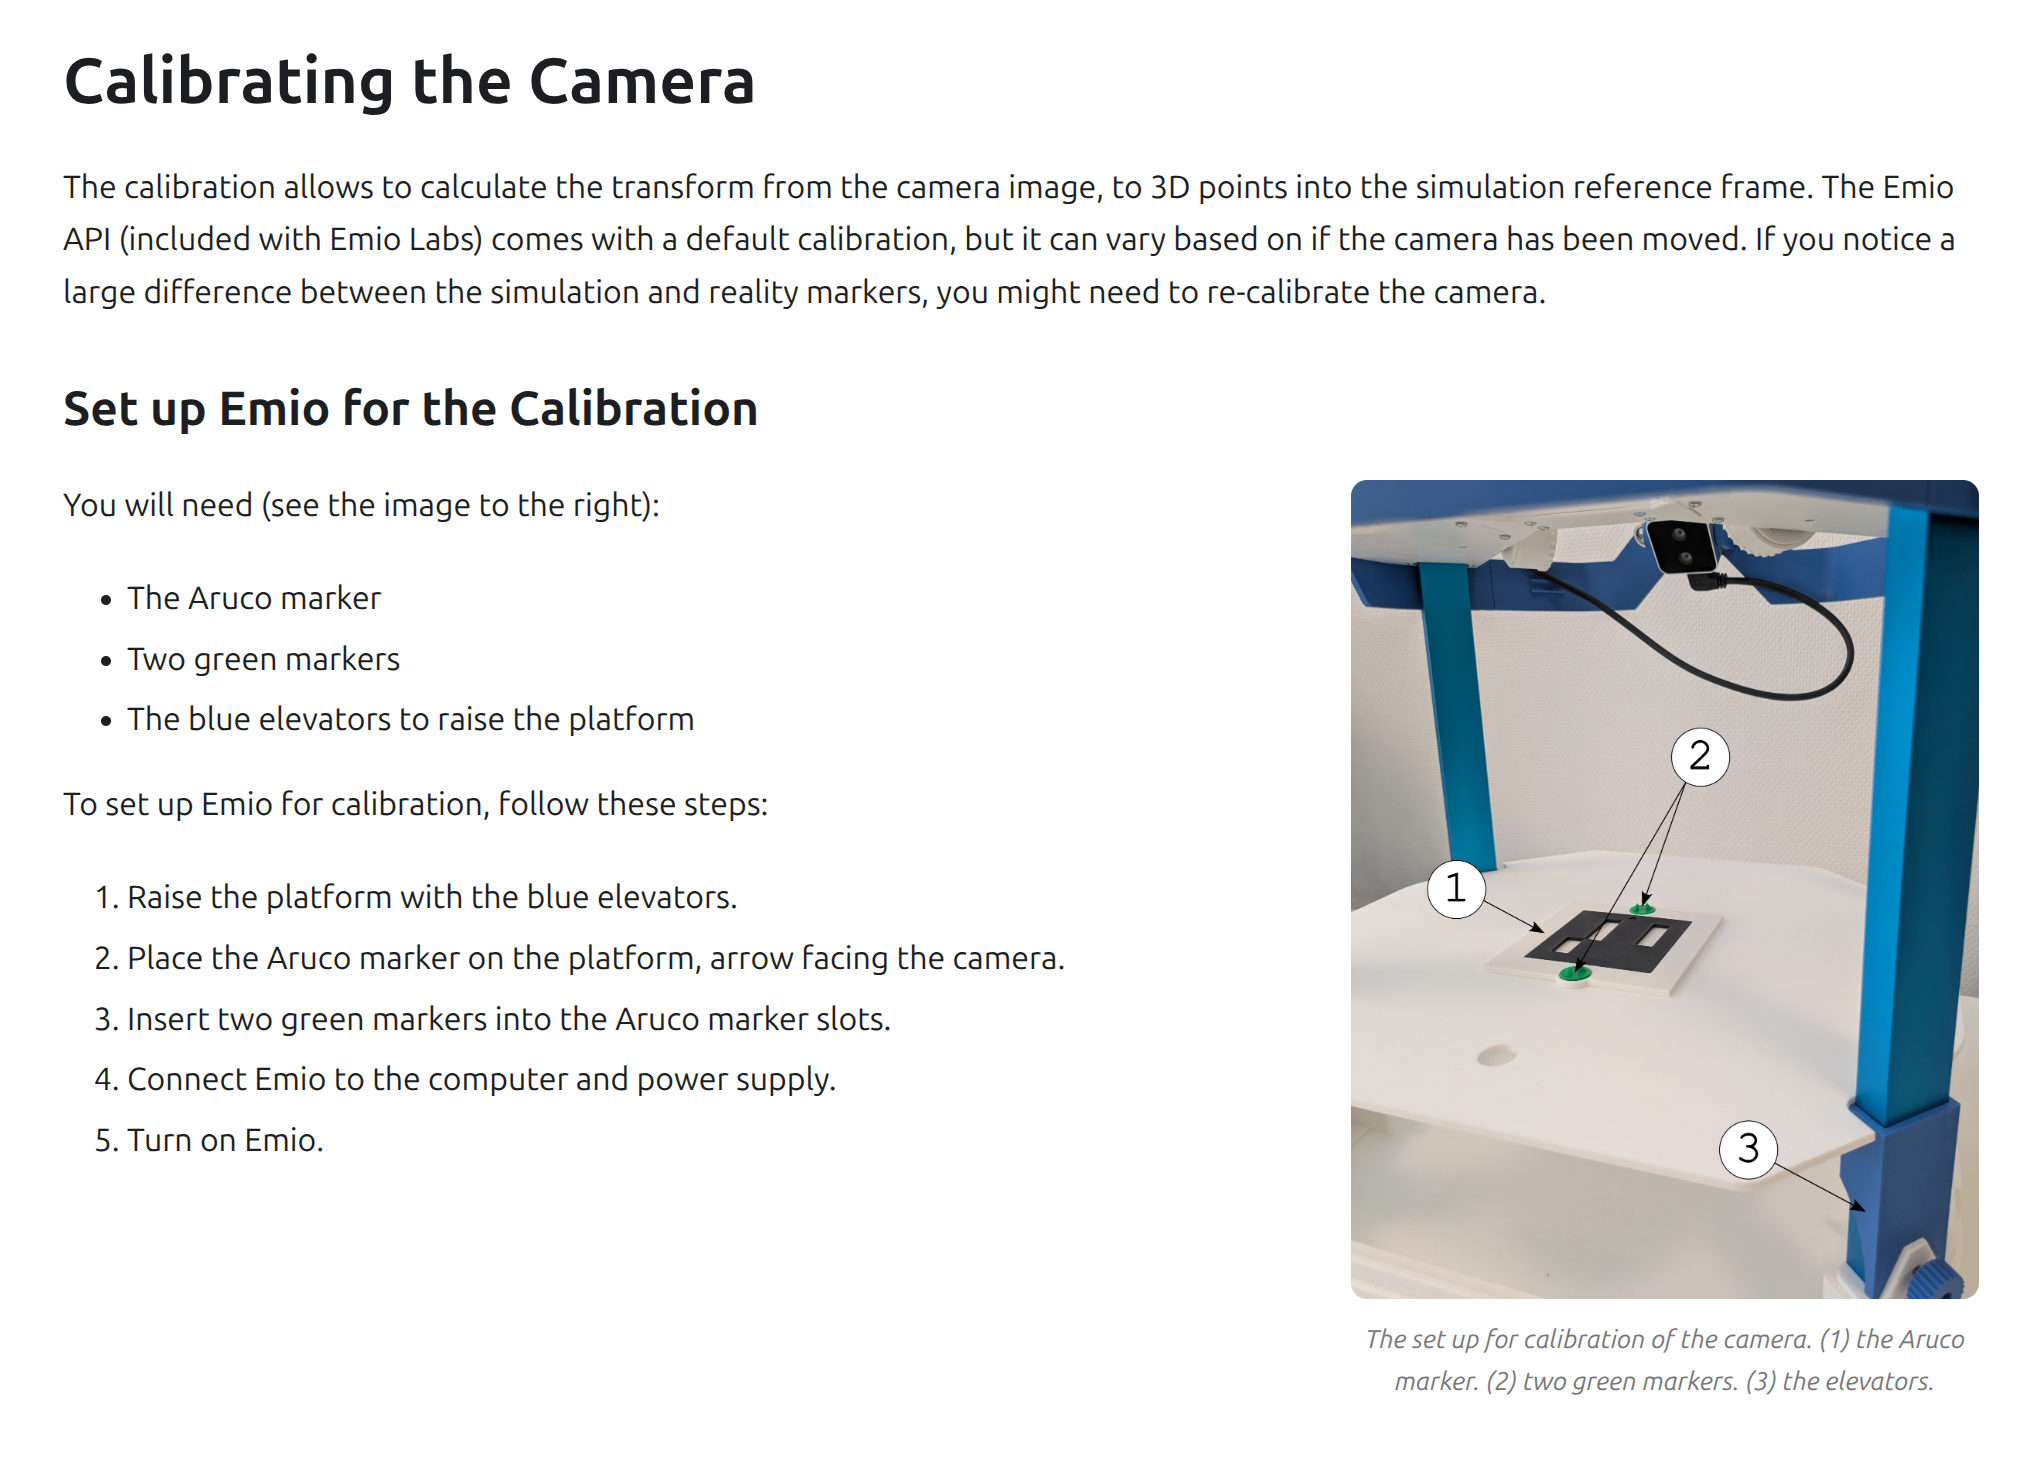 Calibrating the Camera
The calibration allows to calculate the transform from the camera image, to 3D points into the simulation reference frame. The Emio
API (included with Emio Labs) comes with a default calibration, but it can vary based on if the camera has been moved. If you notice a
large difference between the simulation and reality markers, you might need to re-calibrate the camera.
Set up Emio for the Calibration
You will need (see the image to the right):
• The Aruco marker
• Two green markers
• The blue elevators to raise the platform
To set up Emio for calibration, follow these steps:
1. Raise the platform with the blue elevators.
2. Place the Aruco marker on the platform, arrow facing the camera.
3. Insert two green markers into the Aruco marker slots.
4. Connect Emio to the computer and power supply.
5. Turn on Emio.
2
1
3
The set up for calibration of the camera. (1) the Aruco
marker. (2) two green markers. (3) the elevators.